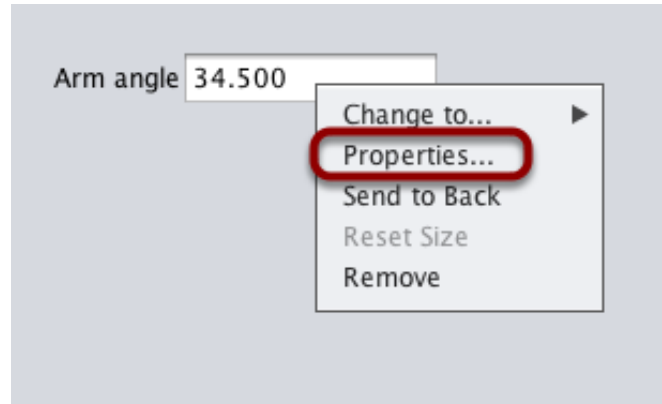 Arm angle 34.500
Change to...
Properties...
Send to Back
Reset Size
Remove